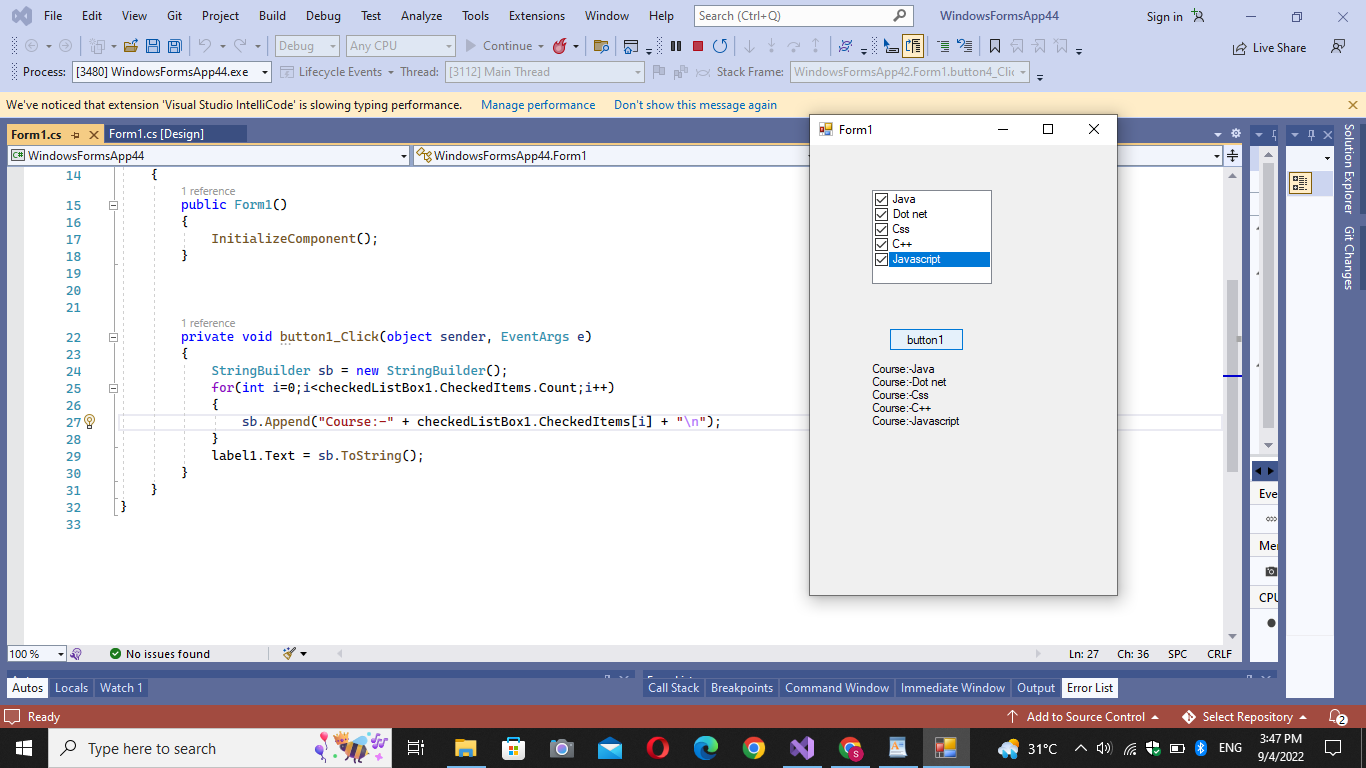 File Edit View Git Project Build Debug Test Analyze Tools Extensions Window Help Search (Ctrl+Q) WindowsFormsApp44 Sign in
Debug Any CPU Continue Live Share
Process: [3480] WindowsFormsApp44.exe Lifecycle Events Thread: [3112] Main Thread Stack Frame: WindowsFormsApp42.Form1.button4_Clic
We've noticed that extension 'Visual Studio IntelliCode' is slowing typing performance. Manage performance Don't show this message again
Form1.cs Form1.cs [Design]
WindowsFormsApp44 WindowsFormsApp44.Form1
14 {
1 reference
15 public Form1()
16 {
17 InitializeComponent();
18 }
19
20
21
1 reference
22 private void button1_Click(object sender, EventArgs e)
23 {
24 StringBuilder sb = new StringBuilder();
25 for(int i=0;i<checkedListBox1.CheckedItems.Count;i++)
26 {
27 sb.Append("Course:-" + checkedListBox1.CheckedItems[i] + "\n");
28 }
29 label1.Text = sb.ToString();
30 }
31 }
32 }
33
Form1
Java
Dot net
Css
C++
Javascript
button1
Course:-Java
Course:-Dot net
Course:-Css
Course:-C++
Course:-Javascript
Solution Explorer
Git Changes
Eve
Me
CPU
100 % No issues found Ln: 27 Ch: 36 SPC CRLF
Autos Locals Watch 1 Call Stack Breakpoints Command Window Immediate Window Output Error List
Ready Add to Source Control Select Repository 2
Type here to search 31°C ENG 3:47 PM
9/4/2022